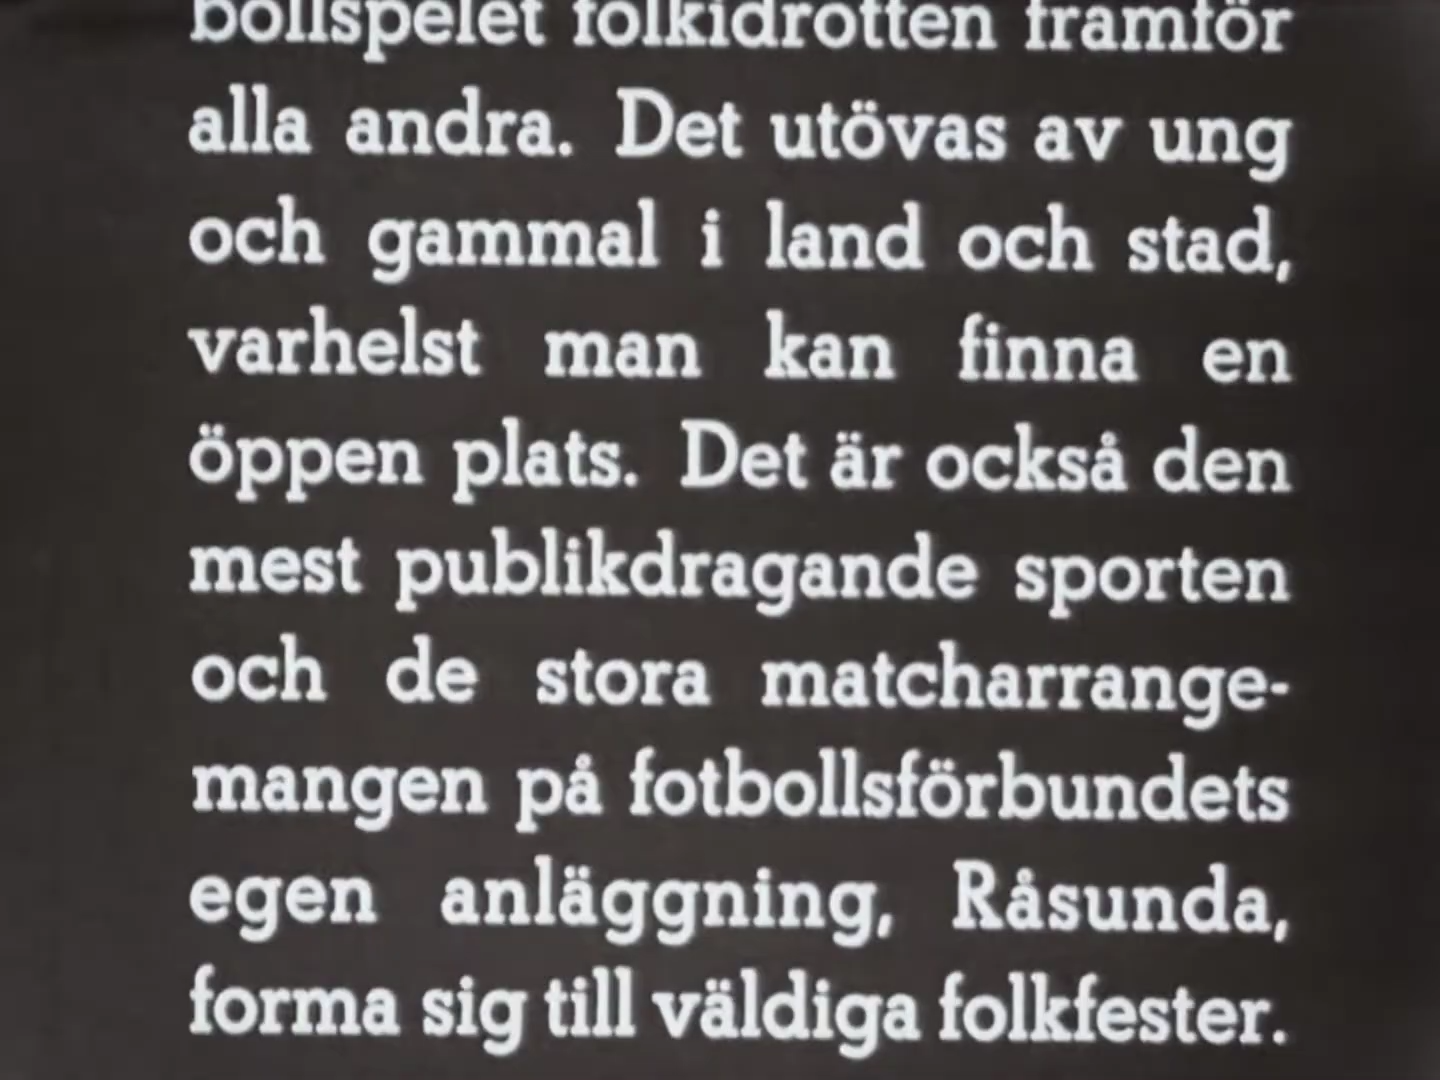 bollspelet folkidrotten framför
alla andra. Det utövas av ung
och gammal i land och stad,
varhelst man kan finna en
öppen plats. Det är också den
mest publikdragande sporten
och de stora matcharrange-
mangen på fotbollsförbundets
egen anläggning, Råsunda,
forma sig till väldiga folkfester.